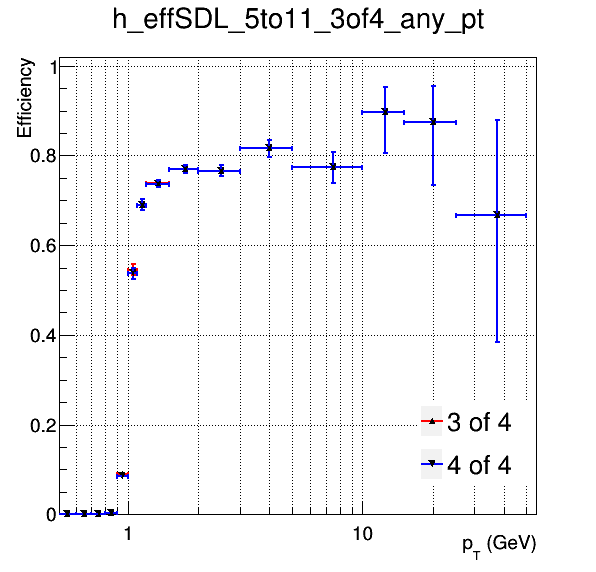 h_effSDL_5to11_3of4_any_pt
Efficiency
1
0.8
0.6
0.4
0.2
0
3 of 4
4 of 4
1
10
p_T (GeV)